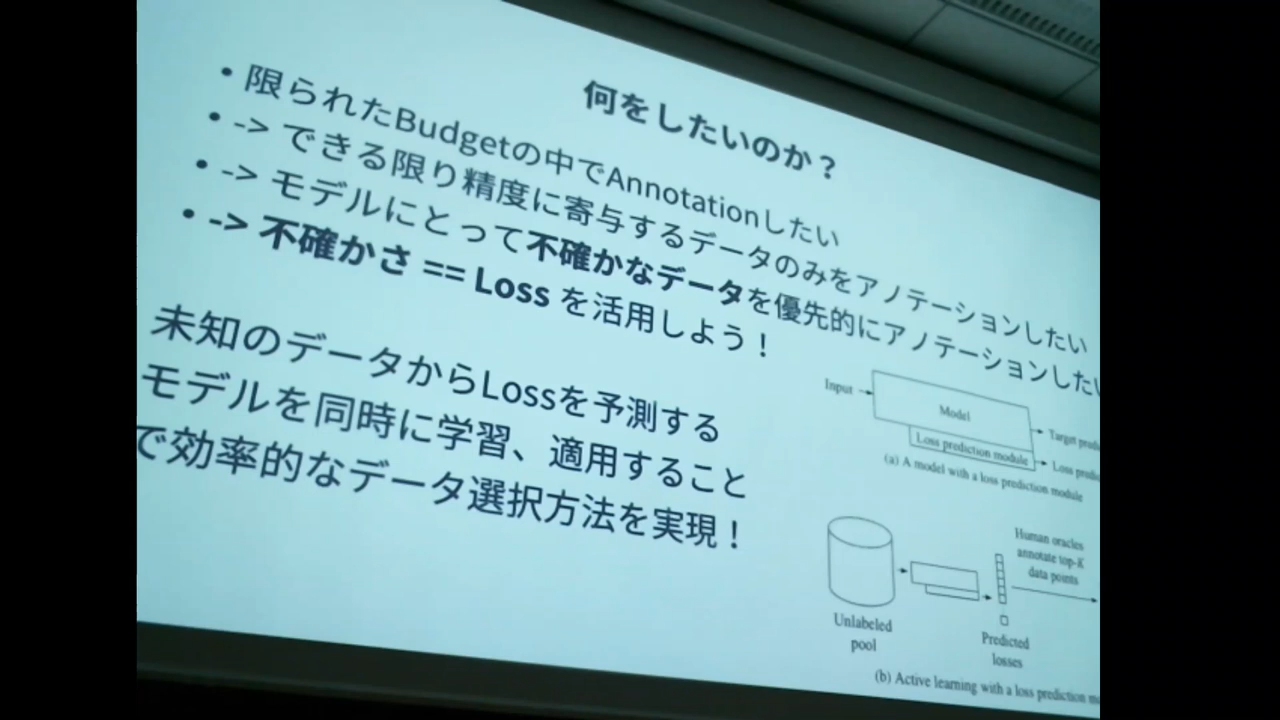 何をしたいのか？
• 限られたBudgetの中でAnnotationしたい
• -> できる限り精度に寄与するデータのみをアノテーションしたい
• -> モデルにとって不確かなデータを優先的にアノテーションしたい
• -> 不確かさ == Loss を活用しよう！
未知のデータからLossを予測する
モデルを同時に学習、適用すること
で効率的なデータ選択方法を実現！
Input
Model
Loss prediction module
Target
Loss
(a) A model with a loss prediction module
Human oracles
annotate top-K
data points
Unlabeled
pool
Predicted
losses
(b) Active learning with a loss prediction